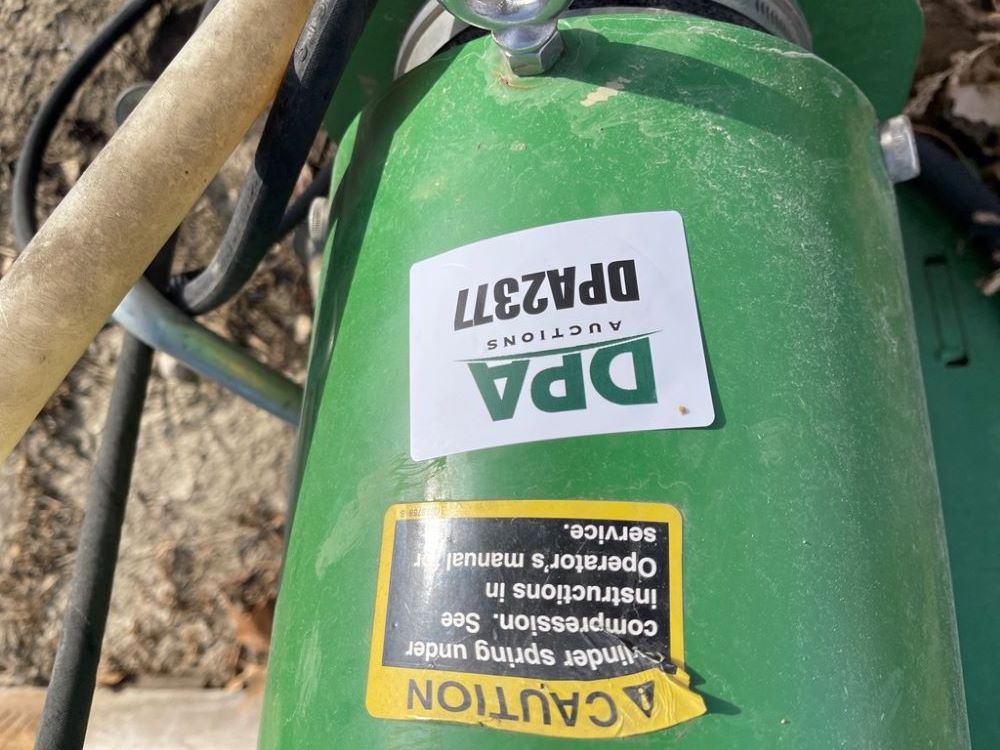 ⚠ CAUTION
Cylinder spring under
compression. See
instructions in
Operator's manual for
service.
DPA
AUCTIONS
DPA2377